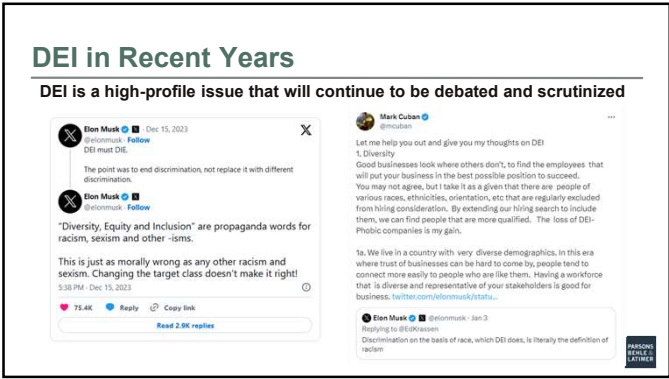 DEI in Recent Years
DEI is a high-profile issue that will continue to be debated and scrutinized
Elon Musk · Dec 15, 2023
@elonmusk · Follow
DEI must DIE.
The point was to end discrimination, not replace it with different
discrimination.
Elon Musk
@elonmusk · Follow
"Diversity, Equity and Inclusion" are propaganda words for
racism, sexism and other -isms.
This is just as morally wrong as any other racism and
sexism. Changing the target class doesn't make it right!
5:38 PM · Dec 15, 2023
75.4K Reply Copy link
Read 2.9K replies
Mark Cuban
@mcuban
Let me help you out and give you my thoughts on DEI
1. Diversity
Good businesses look where others don't, to find the employees that
will put your business in the best possible position to succeed.
You may not agree, but I take it as a given that there are people of
various races, ethnicities, orientation, etc that are regularly excluded
from hiring consideration. By extending our hiring search to include
them, we can find people that are more qualified. The loss of DEI-
Phobic companies is my gain.
1a. We live in a country with very diverse demographics. In this era
where trust of businesses can be hard to come by, people tend to
connect more easily to people who are like them. Having a workforce
that is diverse and representative of your stakeholders is good for
business. twitter.com/elonmusk/statu...
Elon Musk @elonmusk · Jan 3
Replying to @EdKrassen
Discrimination on the basis of race, which DEI does, is literally the definition of
racism
PARSONS
BEHLE &
LATIMER